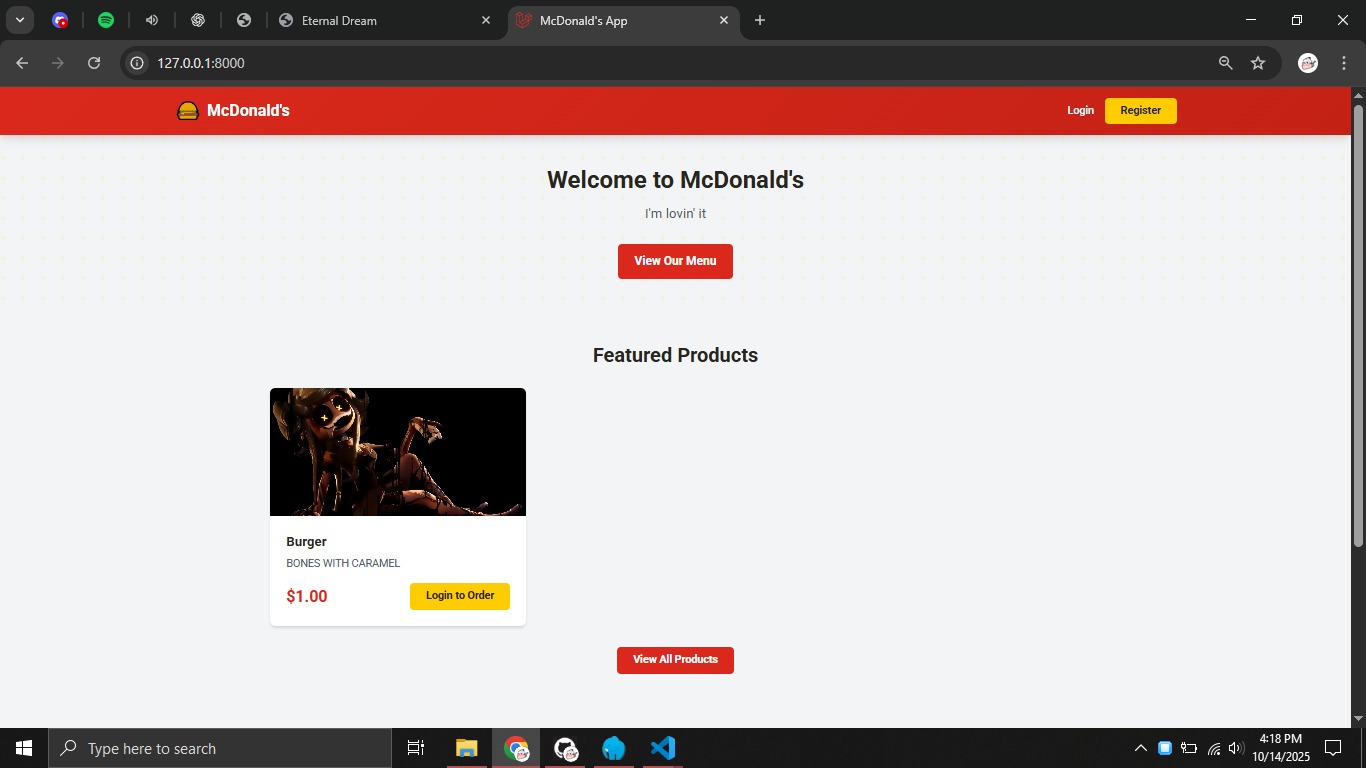 Eternal Dream
McDonald's App
127.0.0.1:8000
McDonald's
Login
Register
Welcome to McDonald's
I'm lovin' it
View Our Menu
Featured Products
Burger
BONES WITH CARAMEL
$1.00
Login to Order
View All Products
Type here to search
4:18 PM
10/14/2025